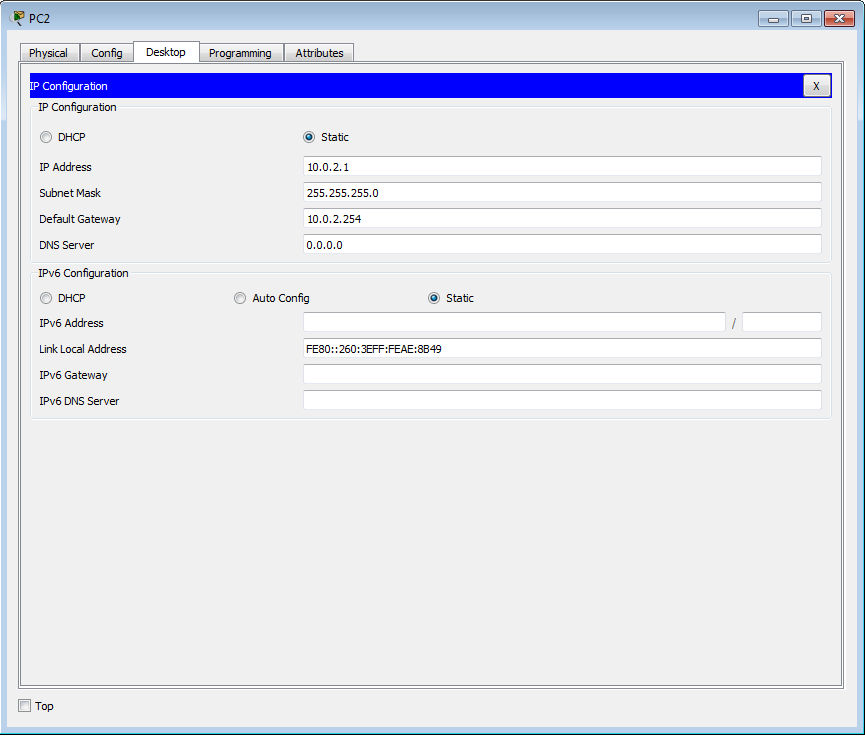 PC2
Physical Config Desktop Programming Attributes
IP Configuration X
IP Configuration
DHCP Static
IP Address 10.0.2.1
Subnet Mask 255.255.255.0
Default Gateway 10.0.2.254
DNS Server 0.0.0.0
IPv6 Configuration
DHCP Auto Config Static
IPv6 Address /
Link Local Address FE80::260:3EFF:FEAE:8B49
IPv6 Gateway
IPv6 DNS Server
Top